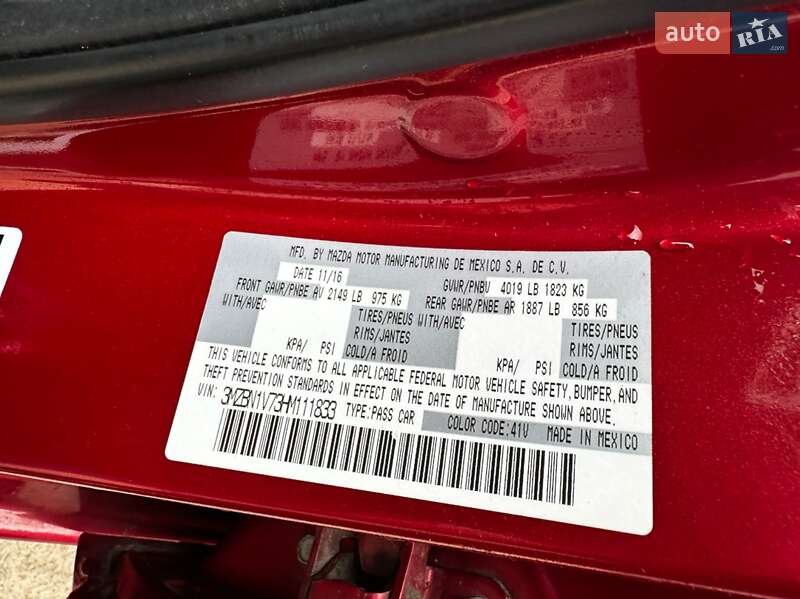 auto RIA
.com
MFD. BY MAZDA MOTOR MANUFACTURING DE MEXICO S.A. DE C.V.
DATE 11/16 GVWR/PNBV 4019 LB 1823 KG
FRONT GAWR/PNBE AV 2149 LB 975 KG REAR GAWR/PNBE AR 1887 LB 856 KG
WITH/AVEC TIRES/PNEUS WITH/AVEC TIRES/PNEUS
RIMS/JANTES RIMS/JANTES
KPA/ PSI COLD/A FROID KPA/ PSI COLD/A FROID
THIS VEHICLE CONFORMS TO ALL APPLICABLE FEDERAL MOTOR VEHICLE SAFETY, BUMPER, AND
THEFT PREVENTION STANDARDS IN EFFECT ON THE DATE OF MANUFACTURE SHOWN ABOVE.
VIN: 3MZBN1V73HM111833 TYPE:PASS CAR COLOR CODE:41V MADE IN MEXICO